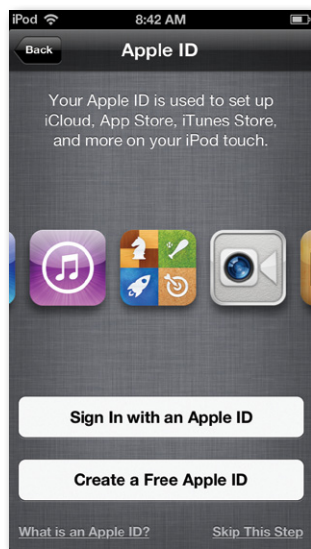 iPod 8:42 AM
Back Apple ID
Your Apple ID is used to set up
iCloud, App Store, iTunes Store,
and more on your iPod touch.
Sign In with an Apple ID
Create a Free Apple ID
What is an Apple ID? Skip This Step